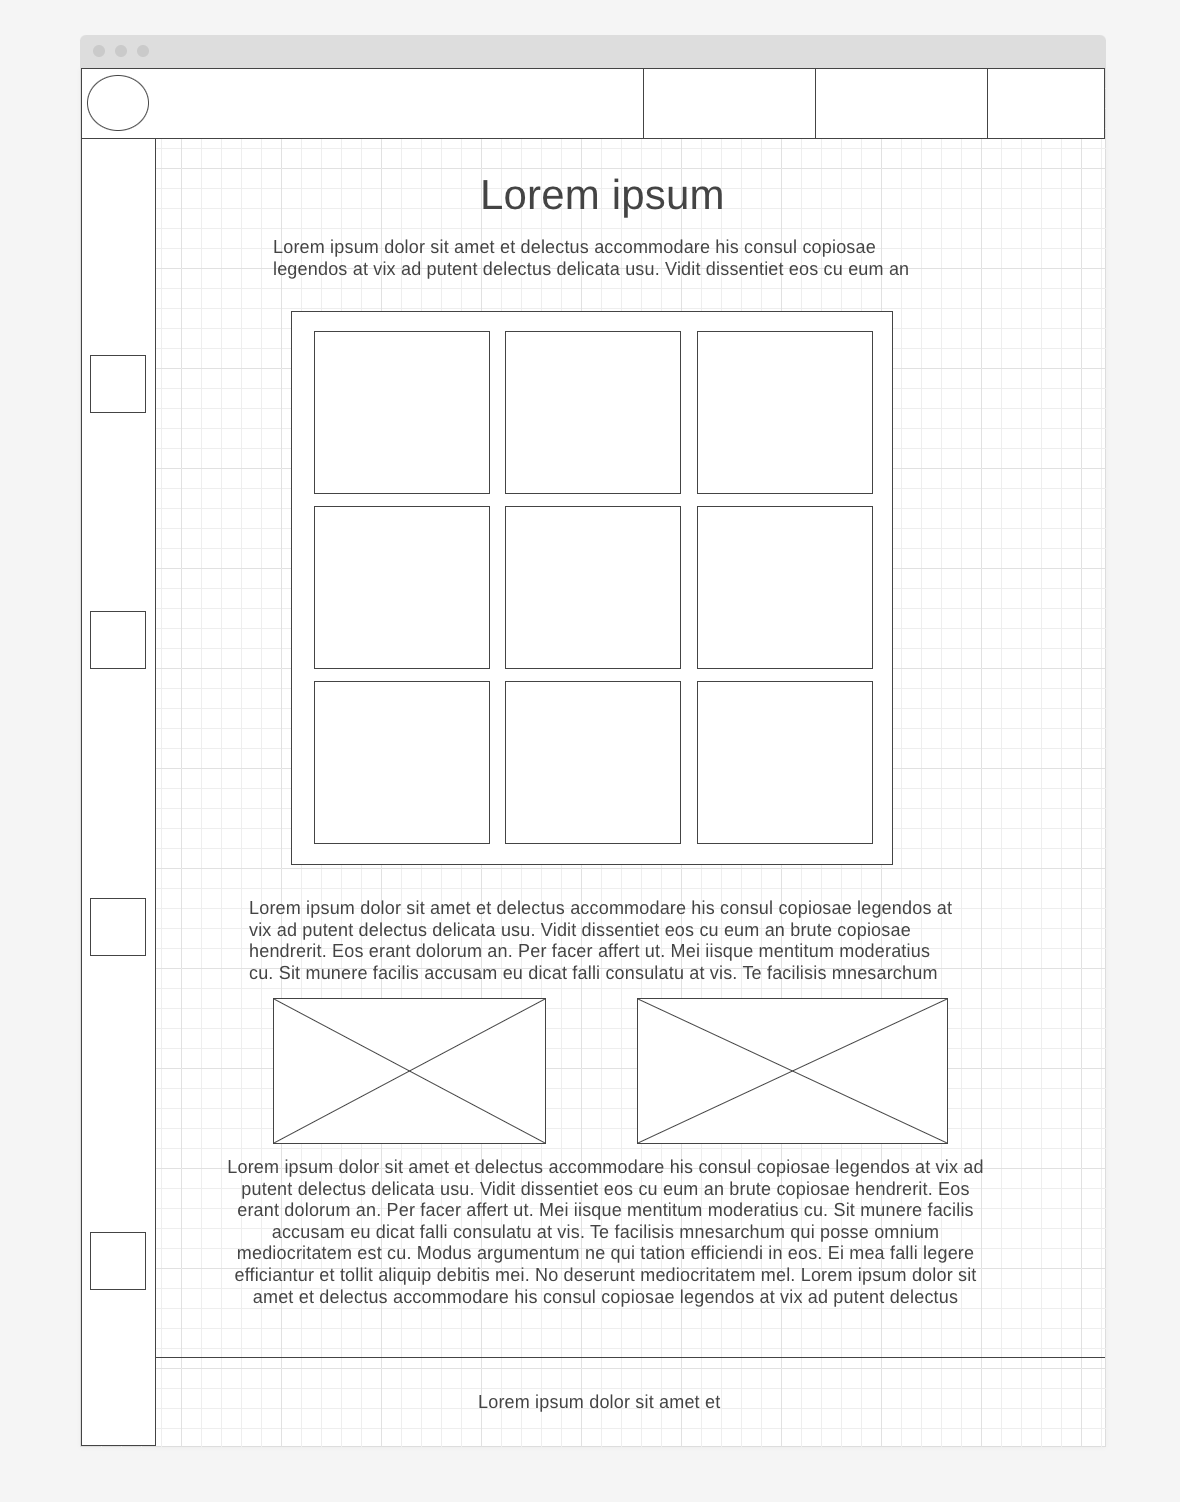 Lorem ipsum
Lorem ipsum dolor sit amet et delectus accommodare his consul copiosae
legendos at vix ad putent delectus delicata usu. Vidit dissentiet eos cu eum an
Lorem ipsum dolor sit amet et delectus accommodare his consul copiosae legendos at
vix ad putent delectus delicata usu. Vidit dissentiet eos cu eum an brute copiosae
hendrerit. Eos erant dolorum an. Per facer affert ut. Mei iisque mentitum moderatius
cu. Sit munere facilis accusam eu dicat falli consulatu at vis. Te facilisis mnesarchum
Lorem ipsum dolor sit amet et delectus accommodare his consul copiosae legendos at vix ad
putent delectus delicata usu. Vidit dissentiet eos cu eum an brute copiosae hendrerit. Eos
erant dolorum an. Per facer affert ut. Mei iisque mentitum moderatius cu. Sit munere facilis
accusam eu dicat falli consulatu at vis. Te facilisis mnesarchum qui posse omnium
mediocritatem est cu. Modus argumentum ne qui tation efficiendi in eos. Ei mea falli legere
efficiantur et tollit aliquip debitis mei. No deserunt mediocritatem mel. Lorem ipsum dolor sit
amet et delectus accommodare his consul copiosae legendos at vix ad putent delectus
Lorem ipsum dolor sit amet et